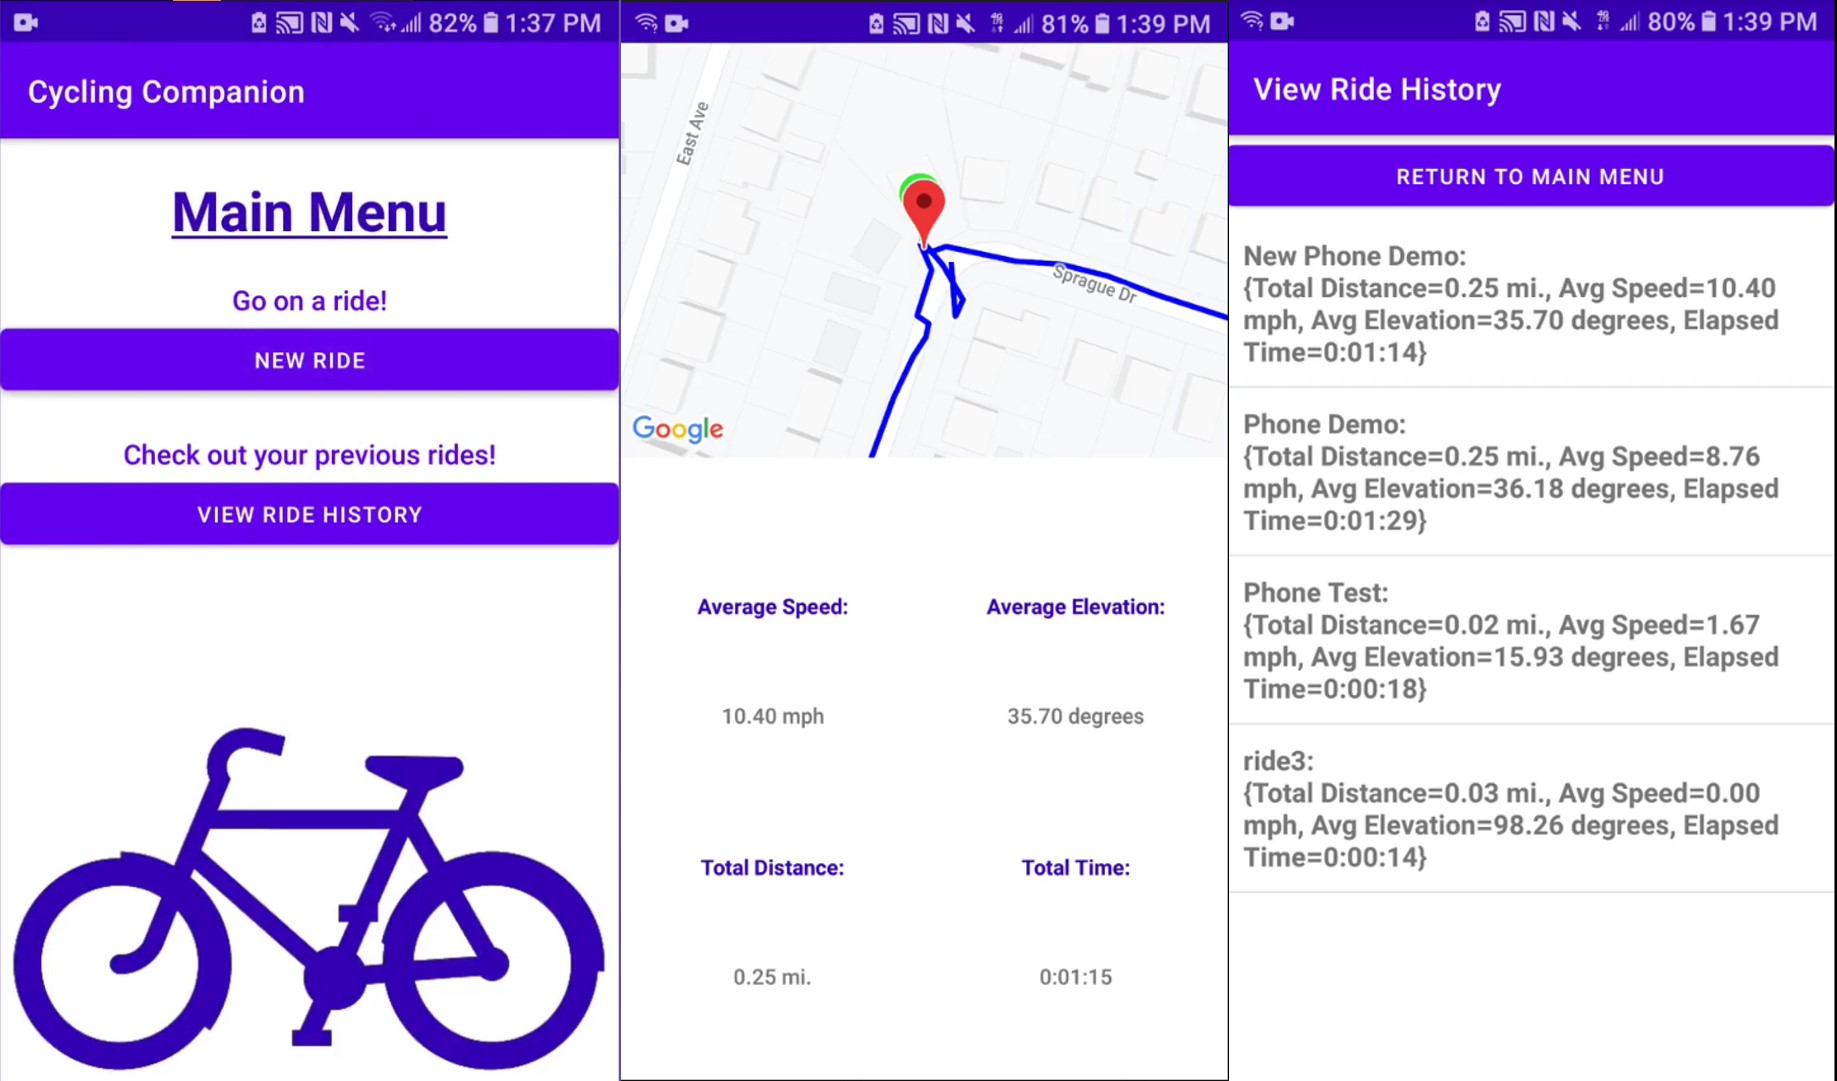 82% 1:37 PM
Cycling Companion
Main Menu
Go on a ride!
NEW RIDE
Check out your previous rides!
VIEW RIDE HISTORY
81% 1:39 PM
East Ave
Sprague Dr
Google
Average Speed:
Average Elevation:
10.40 mph
35.70 degrees
Total Distance:
Total Time:
0.25 mi.
0:01:15
80% 1:39 PM
View Ride History
RETURN TO MAIN MENU
New Phone Demo:
{Total Distance=0.25 mi., Avg Speed=10.40
mph, Avg Elevation=35.70 degrees, Elapsed
Time=0:01:14}
Phone Demo:
{Total Distance=0.25 mi., Avg Speed=8.76
mph, Avg Elevation=36.18 degrees, Elapsed
Time=0:01:29}
Phone Test:
{Total Distance=0.02 mi., Avg Speed=1.67
mph, Avg Elevation=15.93 degrees, Elapsed
Time=0:00:18}
ride3:
{Total Distance=0.03 mi., Avg Speed=0.00
mph, Avg Elevation=98.26 degrees, Elapsed
Time=0:00:14}